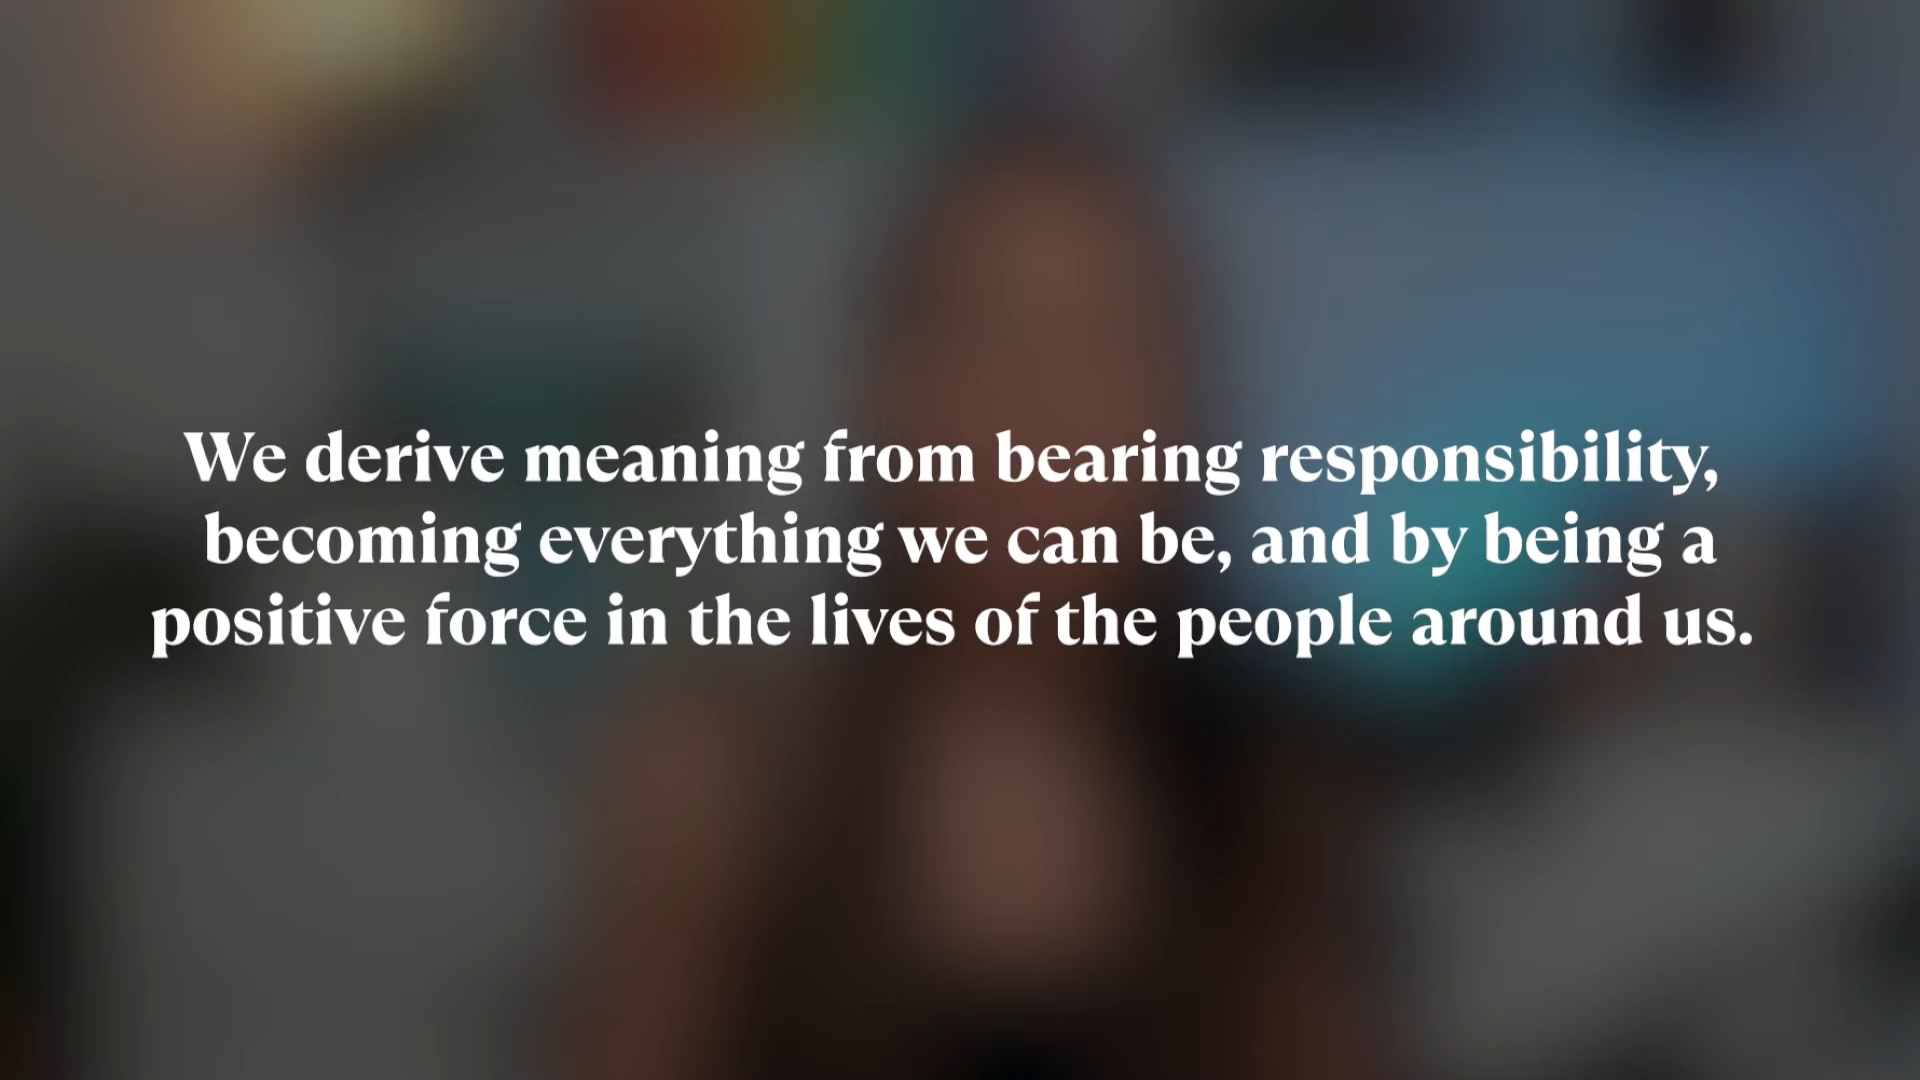 We derive meaning from bearing responsibility,
becoming everything we can be, and by being a
positive force in the lives of the people around us.